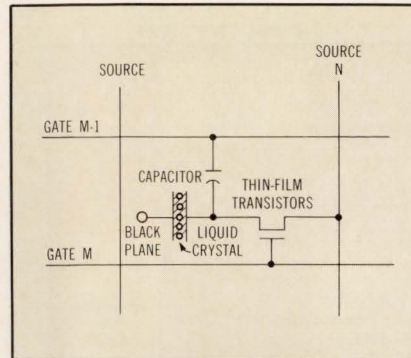 SOURCE
SOURCE
N
GATE M-1
CAPACITOR
THIN-FILM
TRANSISTORS
BLACK
PLANE
LIQUID
CRYSTAL
GATE M